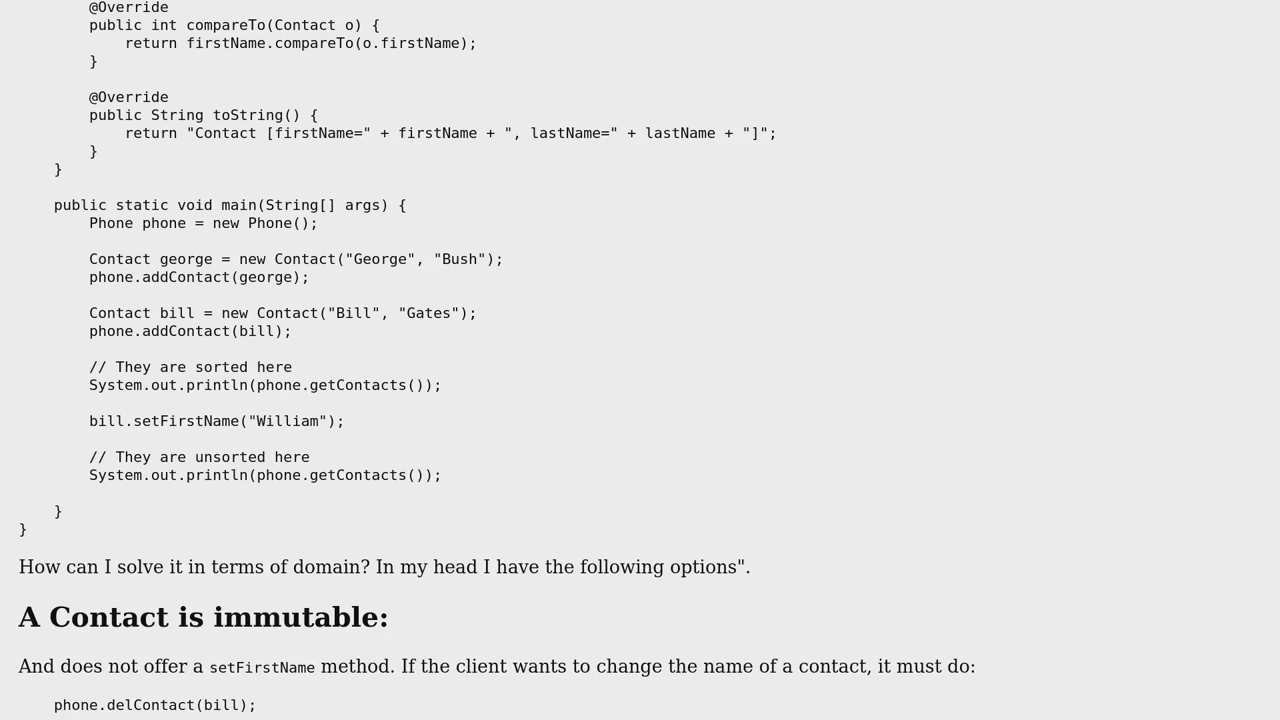 @Override
public int compareTo(Contact o) {
return firstName.compareTo(o.firstName);
}
@Override
public String toString() {
return "Contact [firstName=" + firstName + ", lastName=" + lastName + "]";
}
}
public static void main(String[] args) {
Phone phone = new Phone();
Contact george = new Contact("George", "Bush");
phone.addContact(george);
Contact bill = new Contact("Bill", "Gates");
phone.addContact(bill);
// They are sorted here
System.out.println(phone.getContacts());
bill.setFirstName("William");
// They are unsorted here
System.out.println(phone.getContacts());
}
}
How can I solve it in terms of domain? In my head I have the following options".
A Contact is immutable:
And does not offer a setFirstName method. If the client wants to change the name of a contact, it must do:
phone.delContact(bill);